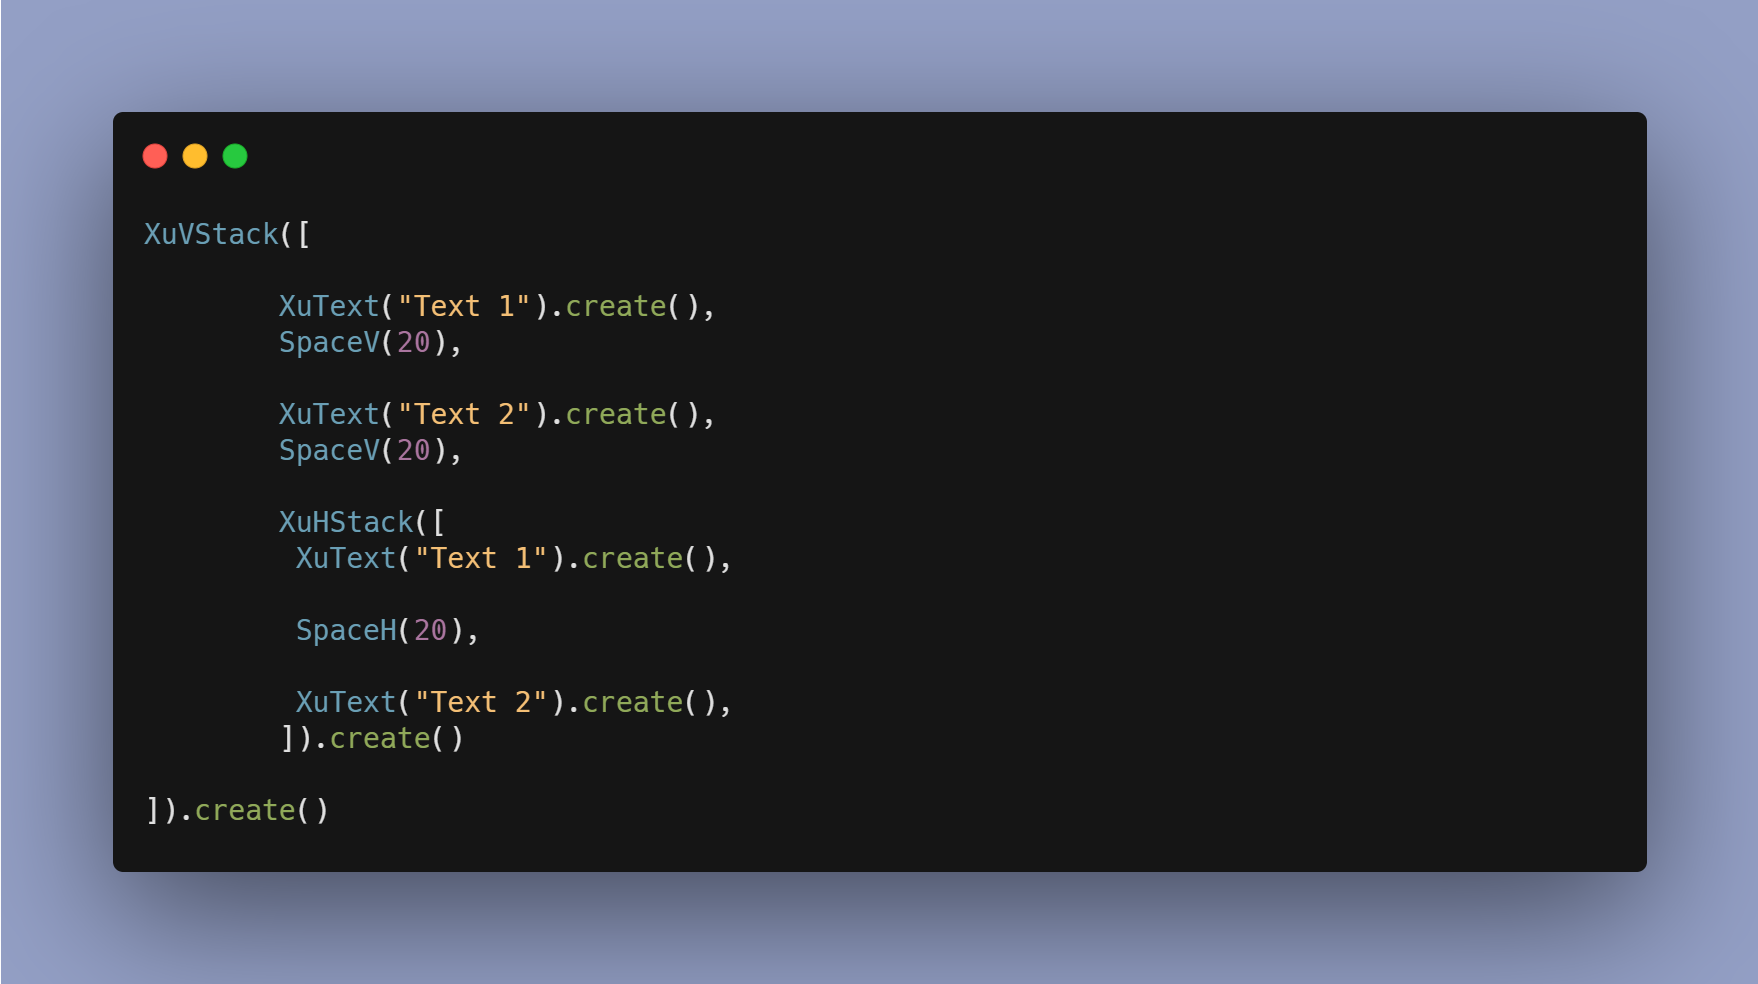 XuVStack([
XuText("Text 1").create(),
SpaceV(20),
XuText("Text 2").create(),
SpaceV(20),
XuHStack([
XuText("Text 1").create(),
SpaceH(20),
XuText("Text 2").create(),
]).create()
]).create()